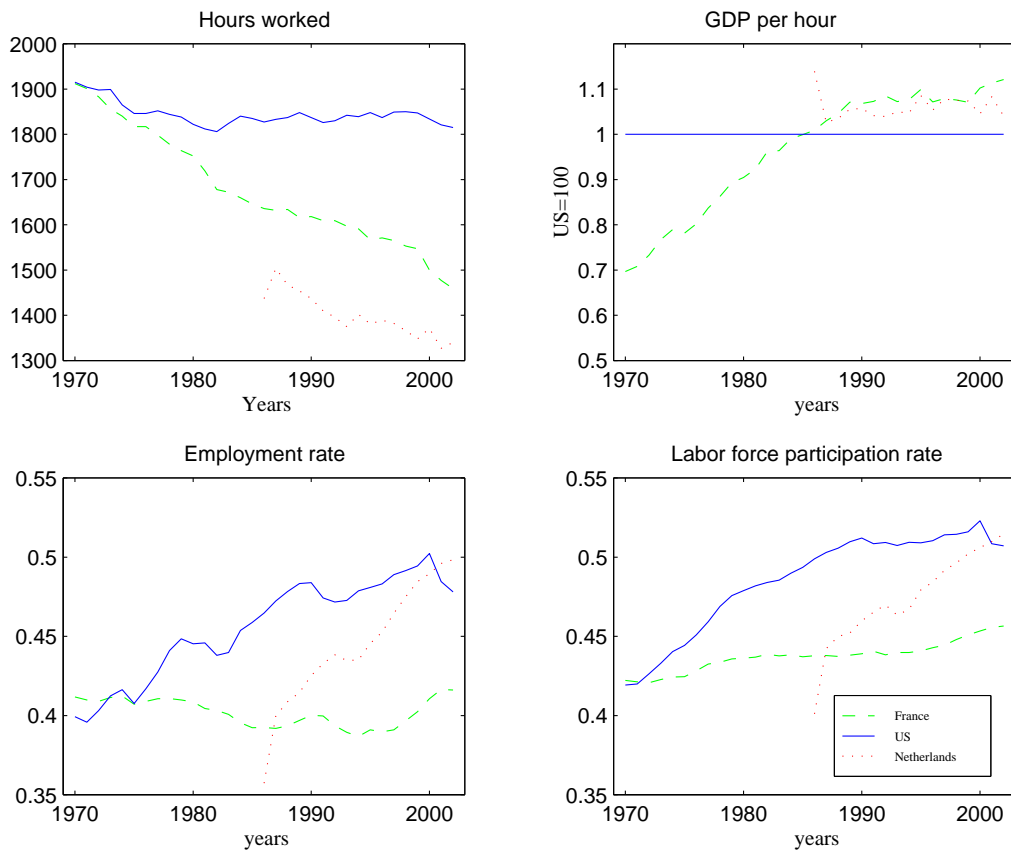 Hours worked
2000
1900
1800
1700
1600
1500
1400
1300
1970 1980 1990 2000
Years
GDP per hour
US=100
1.1
1
0.9
0.8
0.7
0.6
0.5
1970 1980 1990 2000
years
Employment rate
0.55
0.5
0.45
0.4
0.35
1970 1980 1990 2000
years
Labor force participation rate
0.55
0.5
0.45
0.4
0.35
1970 1980 1990 2000
years
France
US
Netherlands